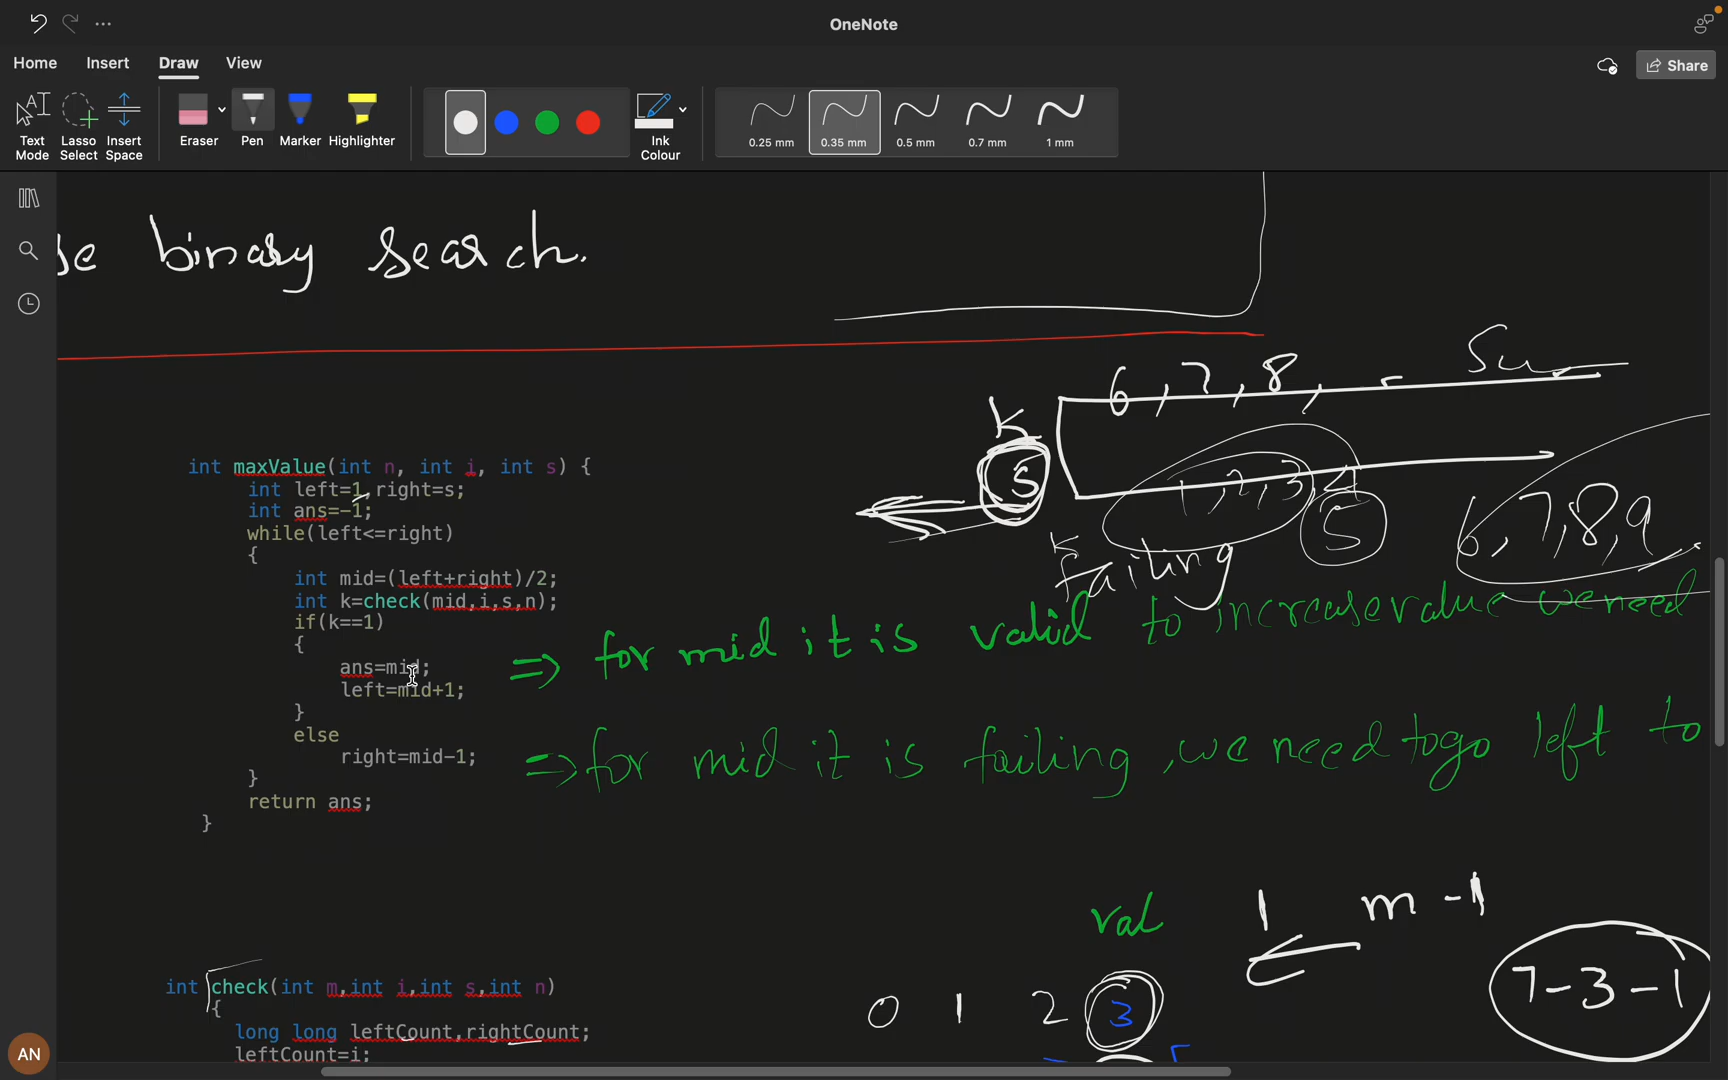 OneNote
Home Insert Draw View
Share
Text Mode Lasso Select Insert Space Eraser Pen Marker Highlighter Ink Colour 0.25 mm 0.35 mm 0.5 mm 0.7 mm 1 mm
se binary search.
Su
6, 7, 8,
k
5
1, 2, 3, 4
5
6, 7, 8, 9
k
failing
int maxValue(int n, int i, int s) {
int left=1,right=s;
int ans=-1;
while(left<=right)
{
int mid=(left+right)/2;
int k=check(mid,i,s,n);
if(k==1)
{
ans=mid;
left=mid+1;
}
else
right=mid-1;
}
return ans;
}
=> for mid it is valid to increase value we need
=> for mid it is failing, we need to go left to
val
1 m -1
7-3-1
0 1 2 3
int check(int m,int i,int s,int n)
{
long long leftCount,rightCount;
leftCount=i;
AN